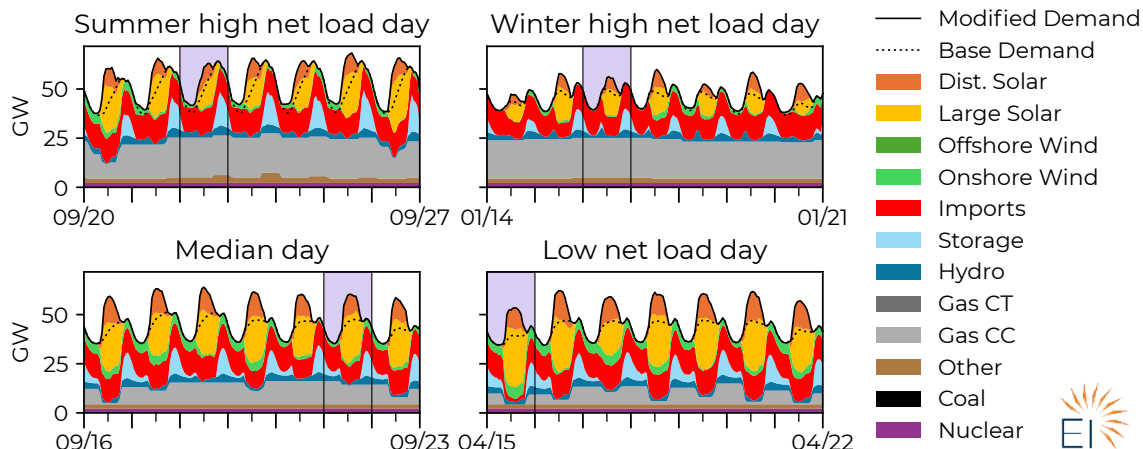 Summer high net load day
Winter high net load day
GW
50
25
0
09/20
09/27
01/14
01/21
Median day
Low net load day
GW
50
25
0
09/16
09/23
04/15
04/22
Modified Demand
Base Demand
Dist. Solar
Large Solar
Offshore Wind
Onshore Wind
Imports
Storage
Hydro
Gas CT
Gas CC
Other
Coal
Nuclear
EI